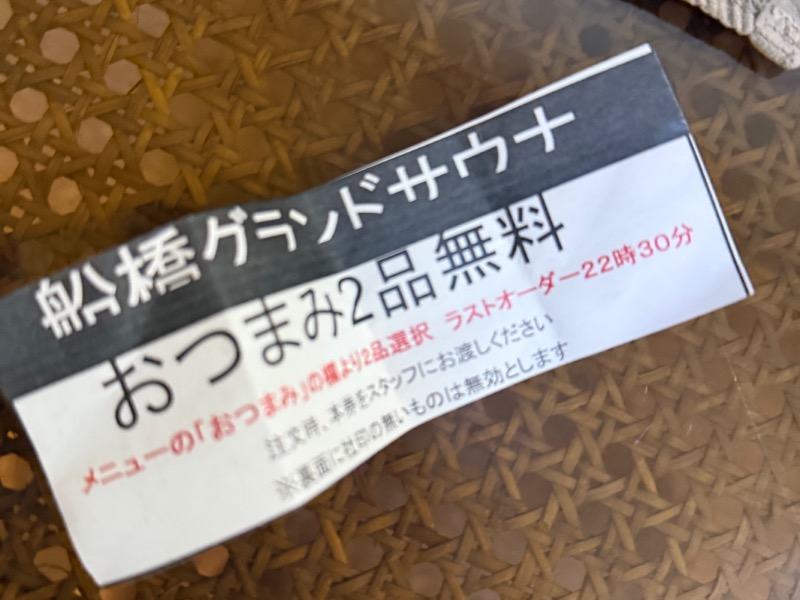 船橋グランドサウナ
おつまみ2品無料
メニューの「おつまみ」の欄より2品選択 ラストオーダー22時30分
注文時、本券をスタッフにお渡しください
※裏面に社印の無いものは無効とします